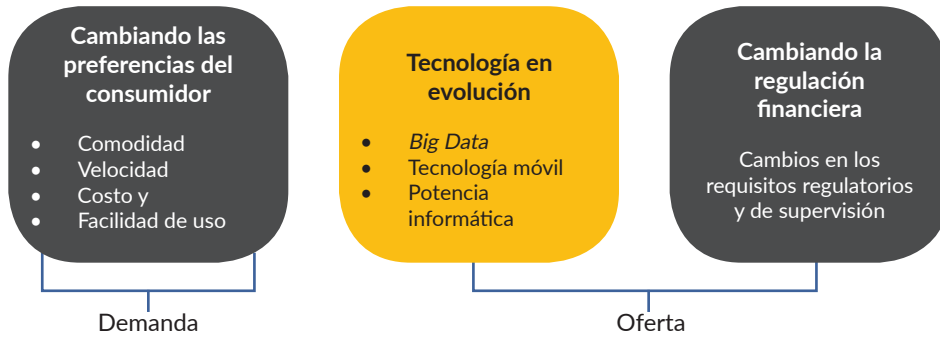 Cambiando las
preferencias del
consumidor
• Comodidad
• Velocidad
• Costo y
• Facilidad de uso
Tecnología en
evolución
• Big Data
• Tecnología móvil
• Potencia
informática
Cambiando la
regulación
financiera
Cambios en los
requisitos regulatorios
y de supervisión
Demanda
Oferta